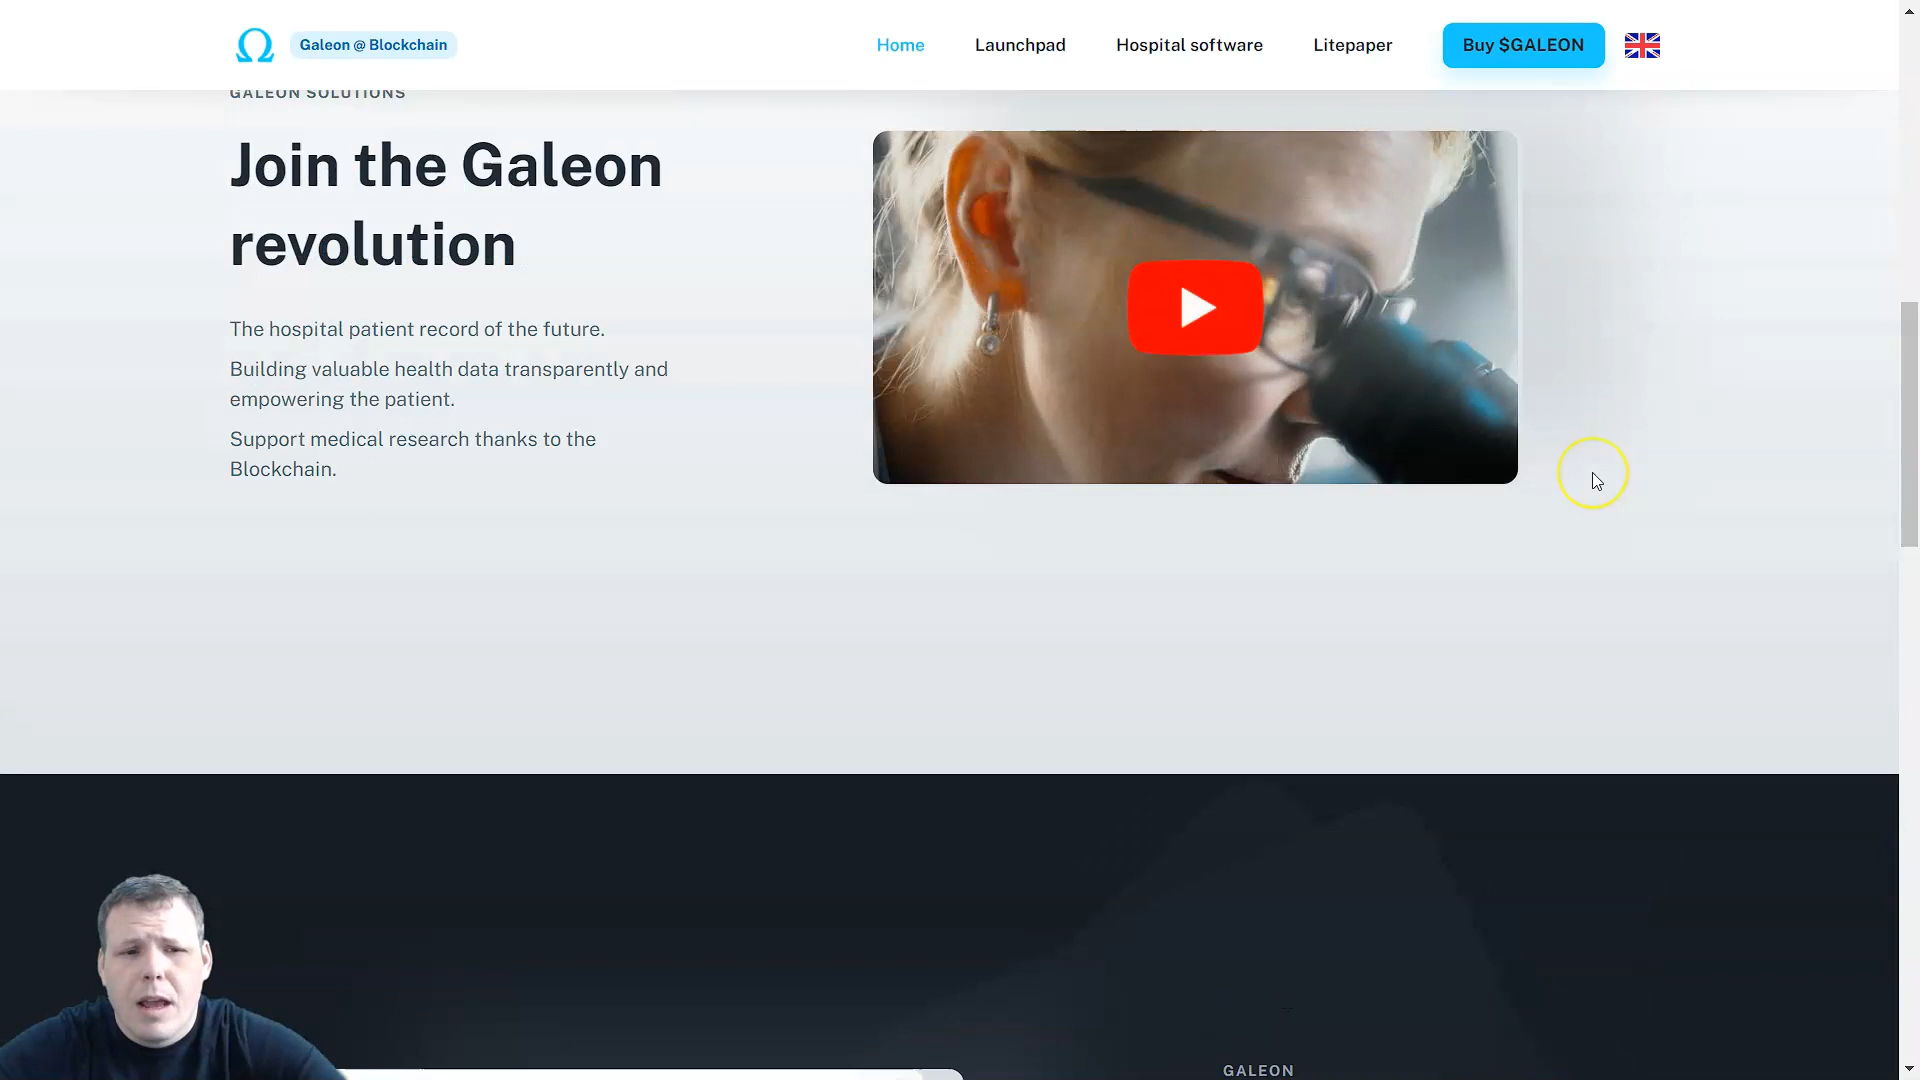 Galeon @ Blockchain
Home
Launchpad
Hospital software
Litepaper
Buy $GALEON
GALEON SOLUTIONS
Join the Galeon
revolution
The hospital patient record of the future.
Building valuable health data transparently and
empowering the patient.
Support medical research thanks to the
Blockchain.
GALEON